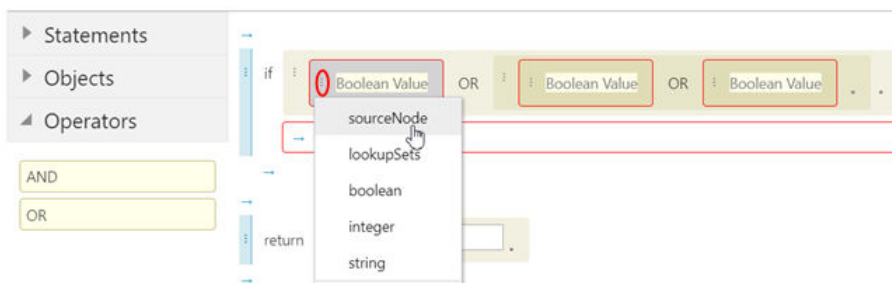 Statements
Objects
Operators
AND
OR
if Boolean Value OR Boolean Value OR Boolean Value . .
sourceNode
lookupSets
boolean
integer
string
return .